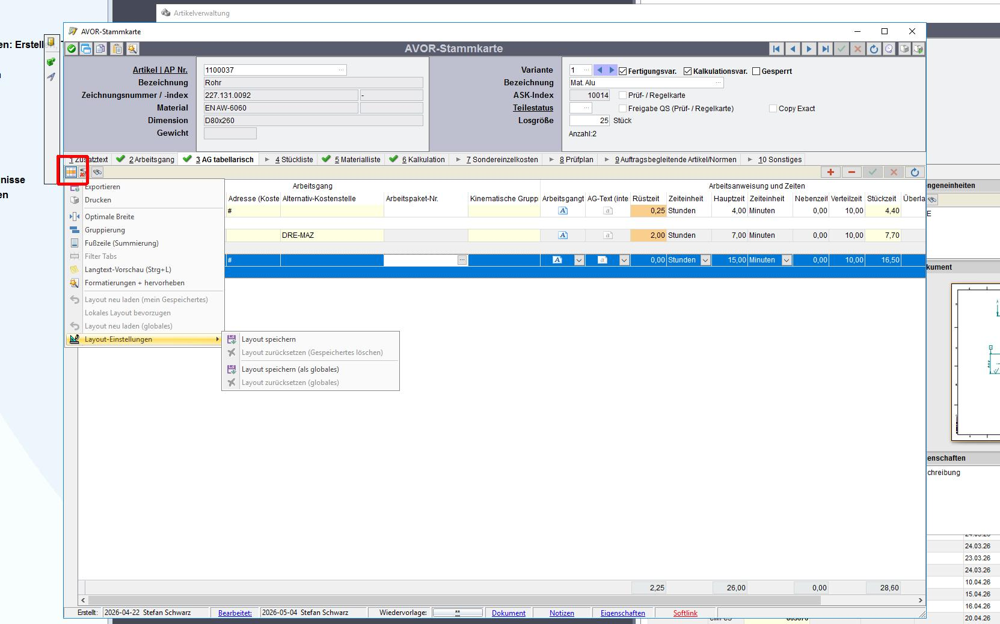 Artikelverwaltung
AVOR-Stammkarte
en: Erstell
AVOR-Stammkarte
Artikel | AP Nr. 1100037 ...
Bezeichnung Rohr
Zeichnungsnummer / -index 227.131.0092 -
Material EN AW-6060
Dimension D80x260
Gewicht
Variante 1 ... Fertigungsvar. Kalkulationsvar. Gesperrt
Bezeichnung Mat. Alu ...
ASK-Index 10014 Prüf- / Regelkarte
Teilestatus ... Freigabe QS (Prüf- / Regelkarte) Copy Exact
Losgröße 25 Stück
Anzahl:2
1 Zusatztext 2 Arbeitsgang 3 AG tabellarisch 4 Stückliste 5 Materialliste 6 Kalkulation 7 Sondereinzelkosten 8 Prüfplan 9 Auftragsbegleitende Artikel/Normen 10 Sonstiges
nisse
en
Exportieren
Drucken
Optimale Breite
Gruppierung
Fußzeile (Summierung)
Filter Tabs
Langtext-Vorschau (Strg+L)
Formatierungen + hervorheben
Layout neu laden (mein Gespeichertes)
Lokales Layout bevorzugen
Layout neu laden (globales)
Layout-Einstellungen
Layout speichern
Layout zurücksetzen (Gespeichertes löschen)
Layout speichern (als globales)
Layout zurücksetzen (globales)
Arbeitsgang Arbeitsanweisung und Zeiten
Adresse (Koste Alternativ-Kostenstelle Arbeitspaket-Nr. Kinematische Grupp Arbeitsgangt AG-Text (inte Rüstzeit Zeiteinheit Hauptzeit Zeiteinheit Nebenzeit Verteilzeit Stückzeit Überla
# A a 0,25 Stunden 4,00 Minuten 0,00 10,00 4,40
DRE-MAZ A a 2,00 Stunden 7,00 Minuten 0,00 10,00 7,70
# ... A a 0,00 Stunden 15,00 Minuten 0,00 10,00 16,50
2,25 26,00 0,00 28,60
Erstellt: 2026-04-22 Stefan Schwarz Bearbeitet: 2026-05-04 Stefan Schwarz Wiedervorlage: ** Dokument Notizen Eigenschaften Softlink
ngeneinheiten
E
kument
enschaften
chreibung
24.03.26
23.03.26
24.03.26
10.04.26
15.04.26
16.04.26
20.04.26